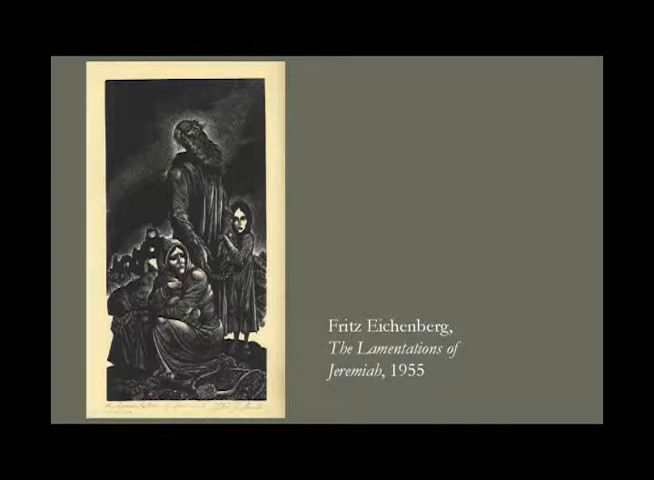 Fritz Eichenberg,
The Lamentations of
Jeremiah, 1955